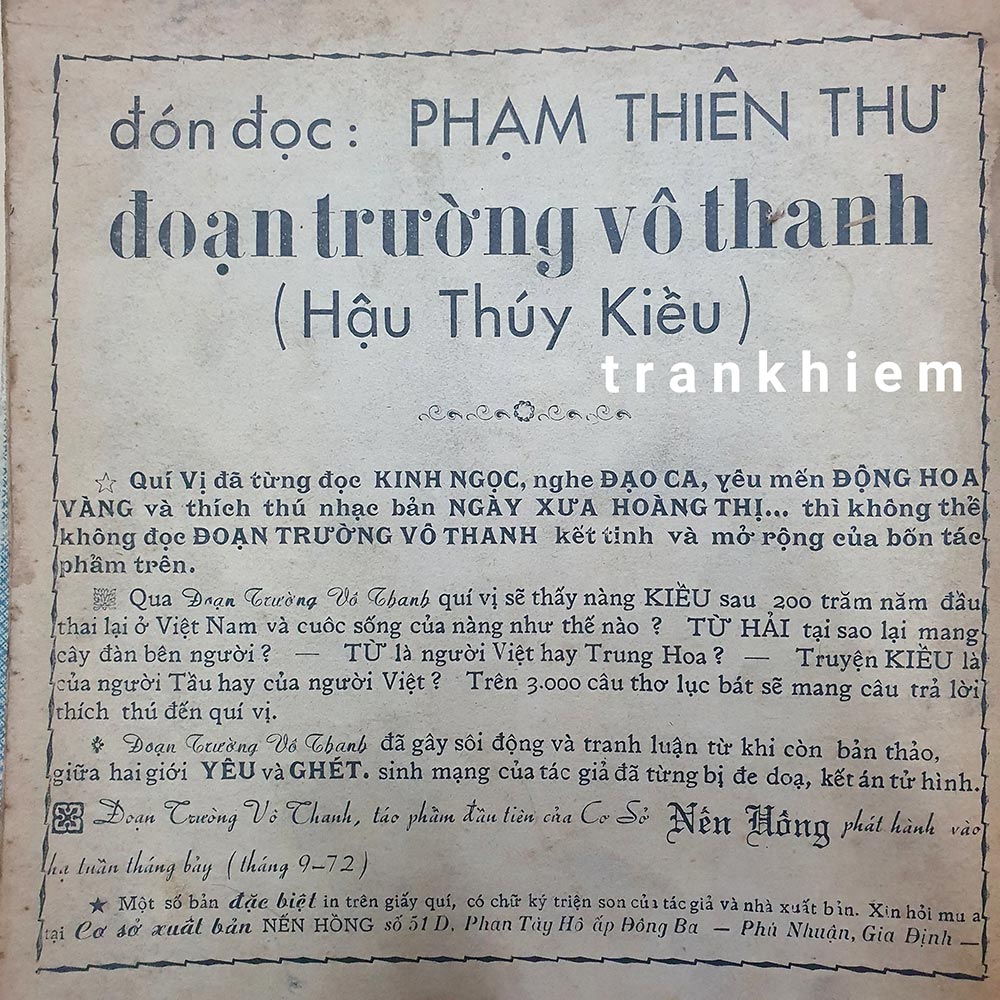 đón đọc: PHẠM THIÊN THƯ
đoạn trường vô thanh
(Hậu Thúy Kiều)
trankhiem
Quí Vị đã từng đọc KINH NGỌC, nghe ĐẠO CA, yêu mến ĐỘNG HOA
VÀNG và thích thú nhạc bản NGÀY XƯA HOÀNG THỊ... thì không thể
không đọc ĐOẠN TRƯỜNG VÔ THANH kết tinh và mở rộng của bốn tác
phẩm trên.
Qua Đoạn Trường Vô Thanh quí vị sẽ thấy nàng KIỀU sau 200 trăm năm đầu
thai lại ở Việt Nam và cuôc sống của nàng như thế nào ? TỪ HẢI tại sao lại mang
cây đàn bên người ? — TỪ là người Việt hay Trung Hoa ? — Truyện KIỀU là
của người Tầu hay của người Việt ? Trên 3.000 câu thơ lục bát sẽ mang câu trả lời
thích thú đến quí vị.
Đoạn Trường Vô Thanh đã gây sôi động và tranh luận từ khi còn bản thảo,
giữa hai giới YÊU và GHÉT. sinh mạng của tác giả đã từng bị đe doạ, kết án tử hình.
Đoạn Trường Vô Thanh, tác phẩm đầu tiên của Cơ Sở Nến Hồng phát hành vào
hạ tuần tháng bảy (tháng 9-72)
Một số bản đặc biệt in trên giấy quí, có chữ ký triện son của tác giả và nhà xuất bản. Xin hỏi mua
tại Cơ sở xuất bản NẾN HỒNG số 51 D, Phan Tây Hồ ấp Đông Ba — Phú Nhuận, Gia Định —